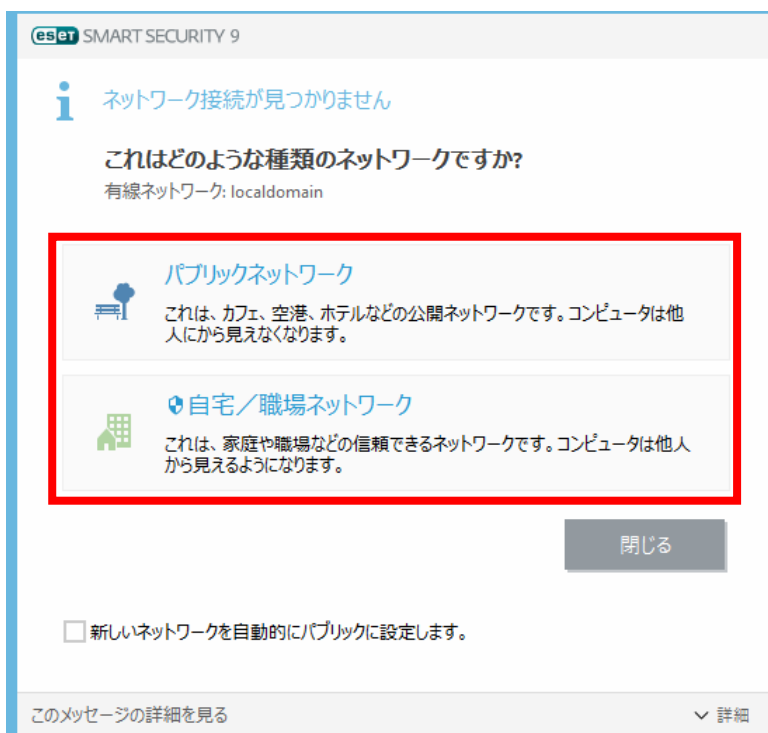 eset SMART SECURITY 9
ネットワーク接続が見つかりません
これはどのような種類のネットワークですか?
有線ネットワーク: localdomain
パブリックネットワーク
これは、カフェ、空港、ホテルなどの公開ネットワークです。コンピュータは他
人にから見えなくなります。
自宅／職場ネットワーク
これは、家庭や職場などの信頼できるネットワークです。コンピュータは他人
から見えるようになります。
閉じる
新しいネットワークを自動的にパブリックに設定します。
このメッセージの詳細を見る
詳細